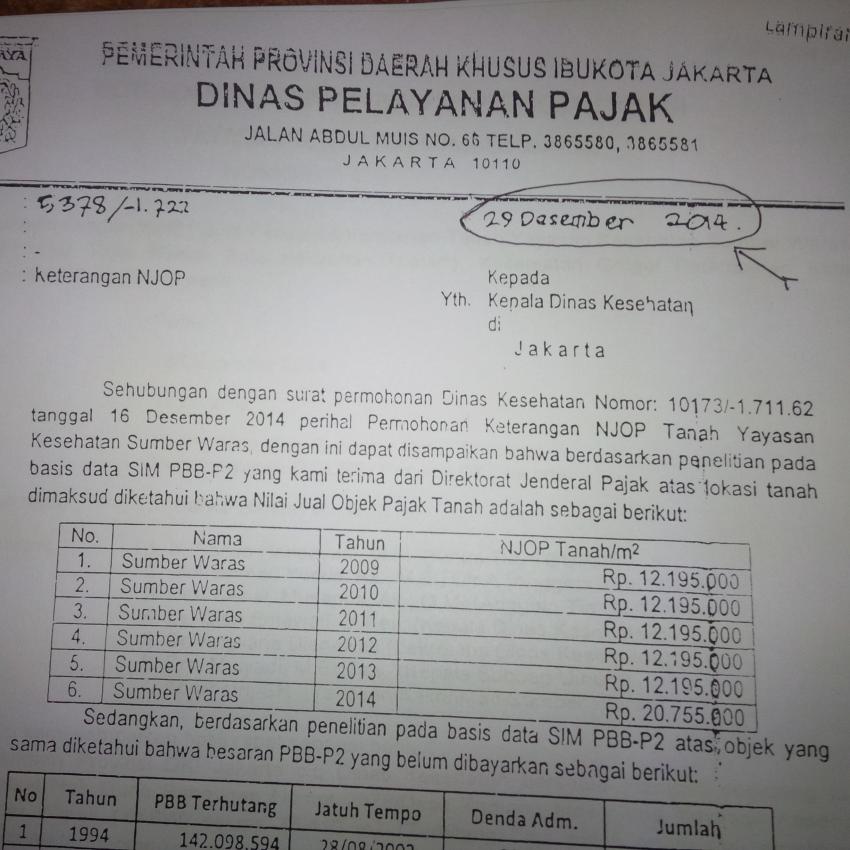 Lampiran
JAYA
PEMERINTAH PROVINSI DAERAH KHUSUS IBUKOTA JAKARTA
DINAS PELAYANAN PAJAK
JALAN ABDUL MUIS NO. 66 TELP. 3865580, 3865581
JAKARTA 10110
: 5378/-1.722
29 Desember 2014.
:
: -
: Keterangan NJOP
Kepada
Yth. Kepala Dinas Kesehatan
di
Jakarta
Sehubungan dengan surat permohonan Dinas Kesehatan Nomor: 10173/-1.711.62
tanggal 16 Desember 2014 perihal Permohonan Keterangan NJOP Tanah Yayasan
Kesehatan Sumber Waras, dengan ini dapat disampaikan bahwa berdasarkan penelitian pada
basis data SIM PBB-P2 yang kami terima dari Direktorat Jenderal Pajak atas lokasi tanah
dimaksud diketahui bahwa Nilai Jual Objek Pajak Tanah adalah sebagai berikut:
No. Nama Tahun NJOP Tanah/m2
1. Sumber Waras 2009 Rp. 12.195.000
2. Sumber Waras 2010 Rp. 12.195.000
3. Sumber Waras 2011 Rp. 12.195.000
4. Sumber Waras 2012 Rp. 12.195.000
5. Sumber Waras 2013 Rp. 12.195.000
6. Sumber Waras 2014 Rp. 20.755.000
Sedangkan, berdasarkan penelitian pada basis data SIM PBB-P2 atas objek yang
sama diketahui bahwa besaran PBB-P2 yang belum dibayarkan sebagai berikut:
No Tahun PBB Terhutang Jatuh Tempo Denda Adm. Jumlah
1 1994 142.098.594